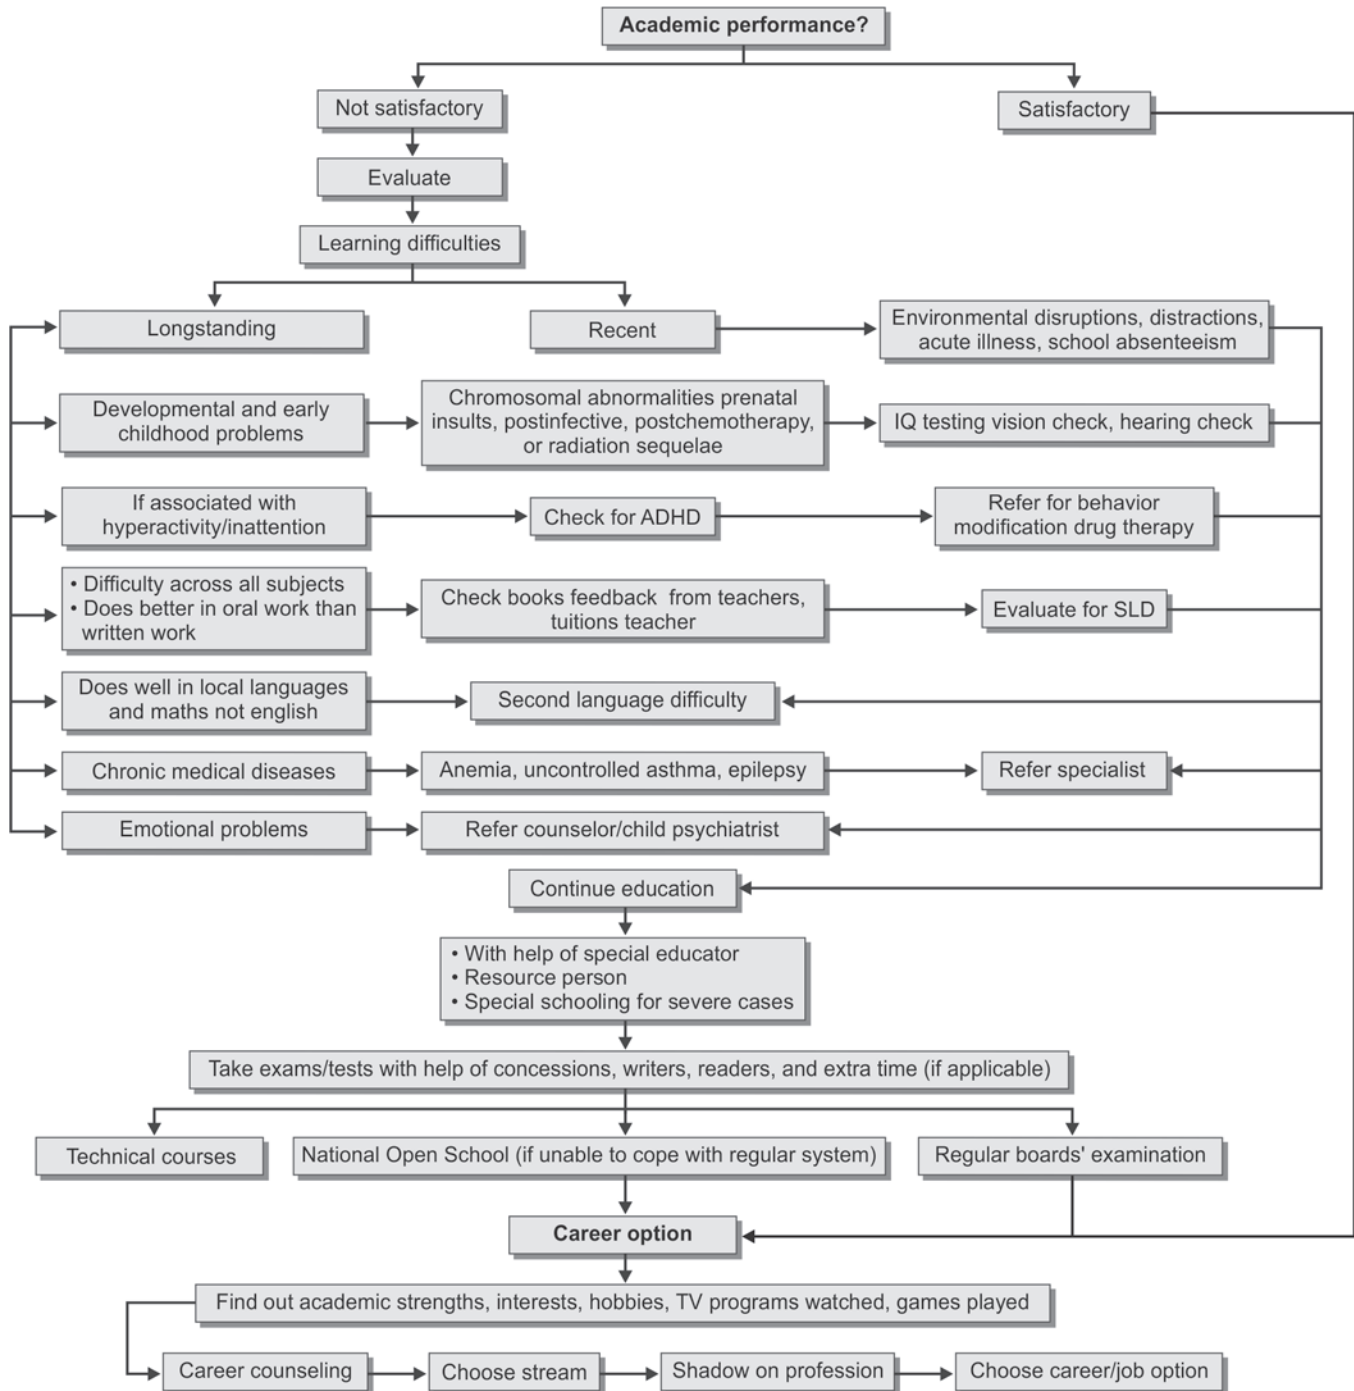 Academic performance?
Not satisfactory
Satisfactory
Evaluate
Learning difficulties
Longstanding
Recent
Environmental disruptions, distractions,
acute illness, school absenteeism
Developmental and early
childhood problems
Chromosomal abnormalities prenatal
insults, postinfective, postchemotherapy,
or radiation sequelae
IQ testing vision check, hearing check
If associated with
hyperactivity/inattention
Check for ADHD
Refer for behavior
modification drug therapy
• Difficulty across all subjects
• Does better in oral work than
written work
Check books feedback from teachers,
tuitions teacher
Evaluate for SLD
Does well in local languages
and maths not english
Second language difficulty
Chronic medical diseases
Anemia, uncontrolled asthma, epilepsy
Refer specialist
Emotional problems
Refer counselor/child psychiatrist
Continue education
• With help of special educator
• Resource person
• Special schooling for severe cases
Take exams/tests with help of concessions, writers, readers, and extra time (if applicable)
Technical courses
National Open School (if unable to cope with regular system)
Regular boards' examination
Career option
Find out academic strengths, interests, hobbies, TV programs watched, games played
Career counseling
Choose stream
Shadow on profession
Choose career/job option